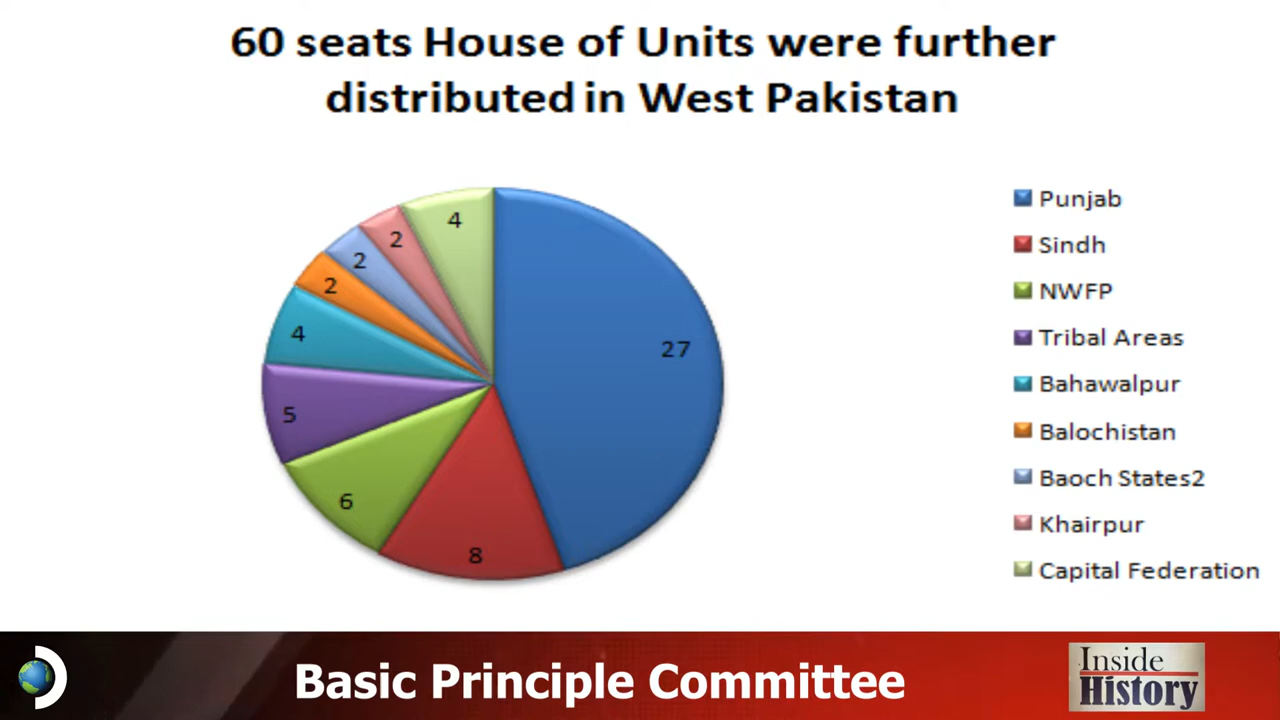 60 seats House of Units were further
distributed in West Pakistan
27
8
6
5
4
2
2
2
4
Punjab
Sindh
NWFP
Tribal Areas
Bahawalpur
Balochistan
Baoch States2
Khairpur
Capital Federation
Basic Principle Committee
Inside
History